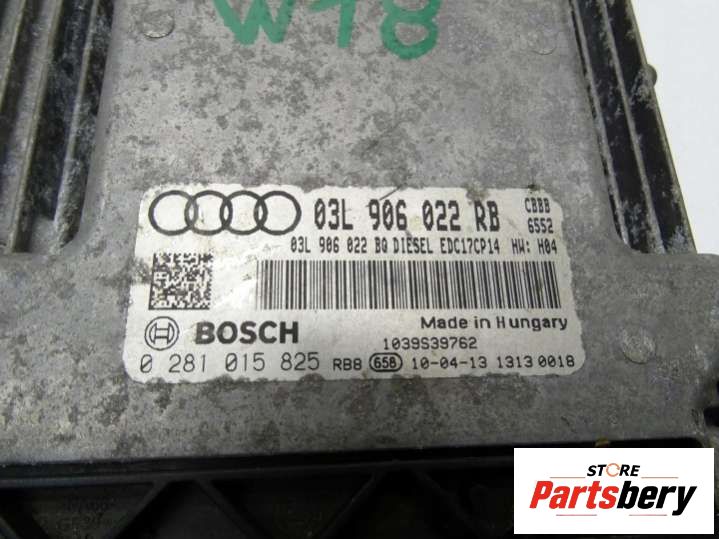 W18
03L 906 022 RB CBBB 6552
03L 906 022 BQ DIESEL EDC17CP14 HW: H04
BOSCH
Made in Hungary
1039S39762
0 281 015 825 RB8 658 10-04-13 1313 0018
STORE
Partsbery